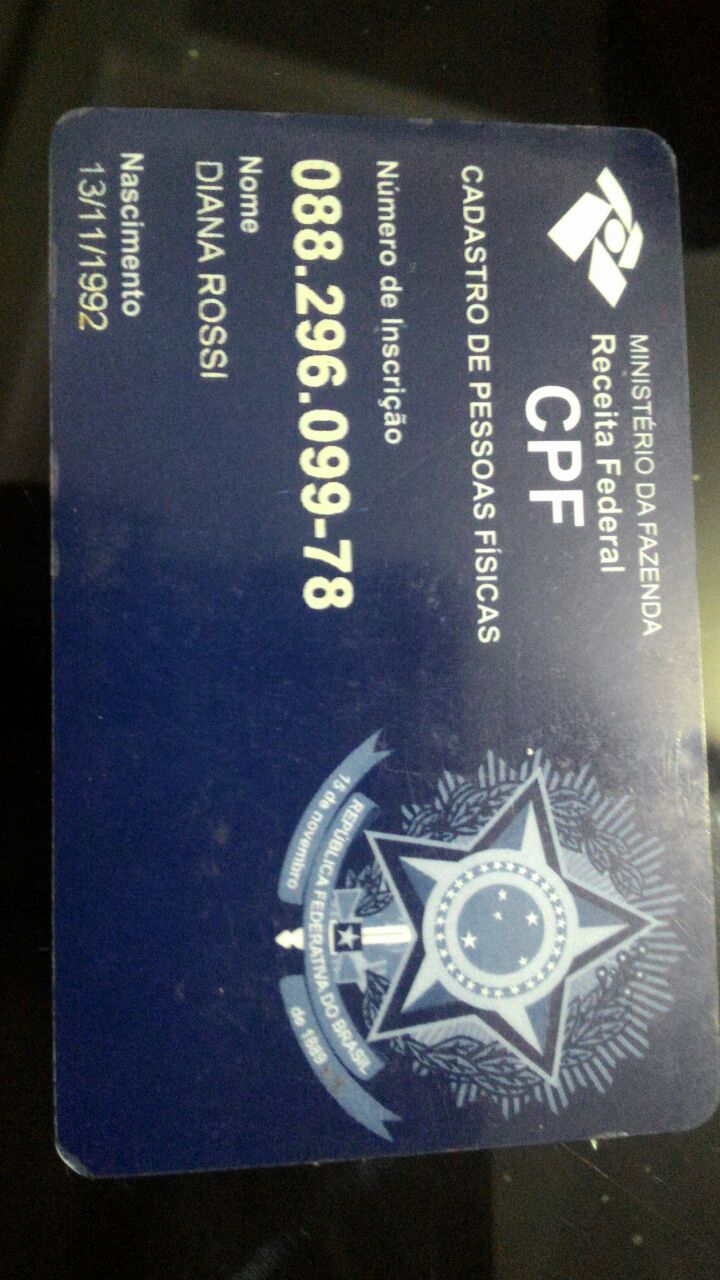 MINISTÉRIO DA FAZENDA
Receita Federal
CPF
CADASTRO DE PESSOAS FÍSICAS
Número de Inscrição
088.296.099-78
Nome
DIANA ROSSI
Nascimento
13/11/1992
REPÚBLICA FEDERATIVA DO BRASIL
15 de novembro
de 1889